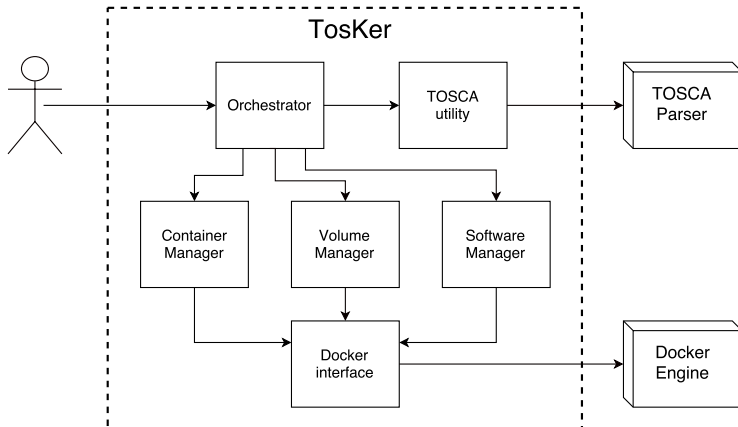 TosKer
Orchestrator
TOSCA
utility
TOSCA
Parser
Container
Manager
Volume
Manager
Software
Manager
Docker
interface
Docker
Engine